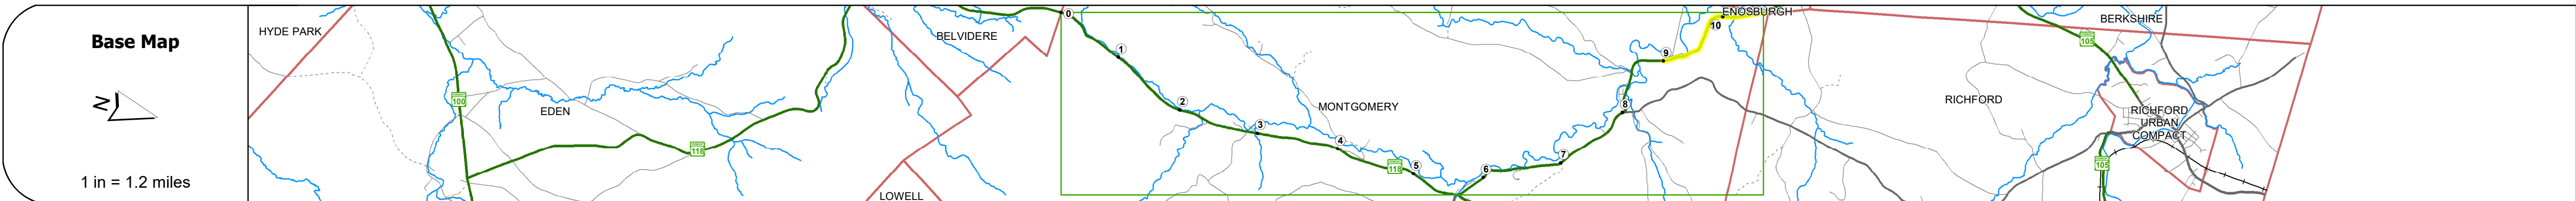 Base Map
N
1 in = 1.2 miles
HYDE PARK
100
EDEN
118
BELVIDERE
LOWELL
0
1
2
3
4
118
5
6
7
8
9
10
MONTGOMERY
ENOSBURGH
RICHFORD
BERKSHIRE
105
RICHFORD
URBAN
COMPACT
105